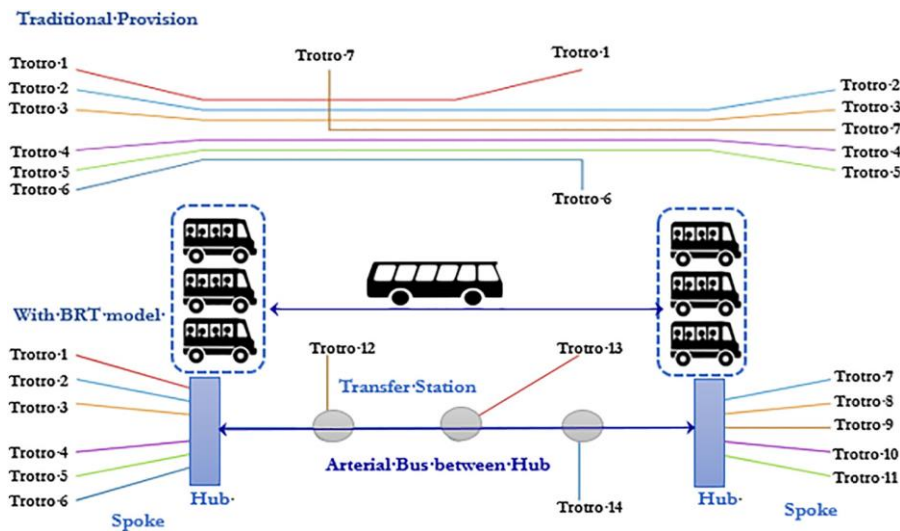 Traditional·Provision
Trotro·1
Trotro·7
Trotro·1
Trotro·2
Trotro·2
Trotro·3
Trotro·3
Trotro·7
Trotro·4
Trotro·4
Trotro·5
Trotro·5
Trotro·6
Trotro·6
With·BRT·model·
Trotro·1
Trotro·12
Trotro·13
Trotro·2
Transfer·Station
Trotro·7
Trotro·3
Trotro·8
Trotro·9
Trotro·4
Trotro·10
Arterial·Bus·between·Hub
Trotro·5
Trotro·11
Trotro·6
Hub·
Trotro·14
Hub·
Spoke
Spoke